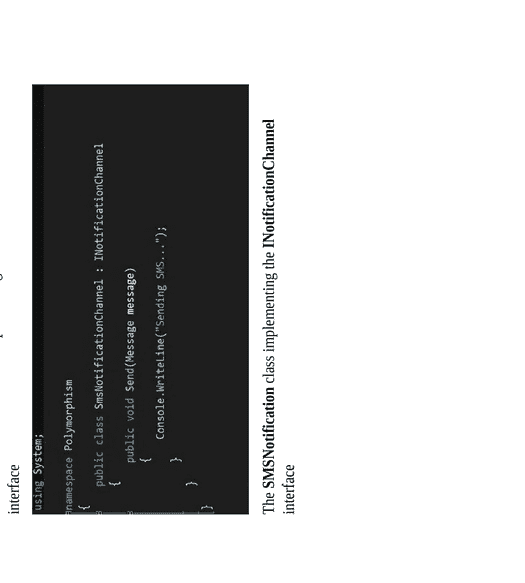 interface
using System;
namespace Polymorphism
{
public class SmsNotificationChannel : INotificationChannel
{
public void Send(Message message)
{
Console.WriteLine("Sending SMS...");
}
}
}
The SMSNotification class implementing the INotificationChannel
interface